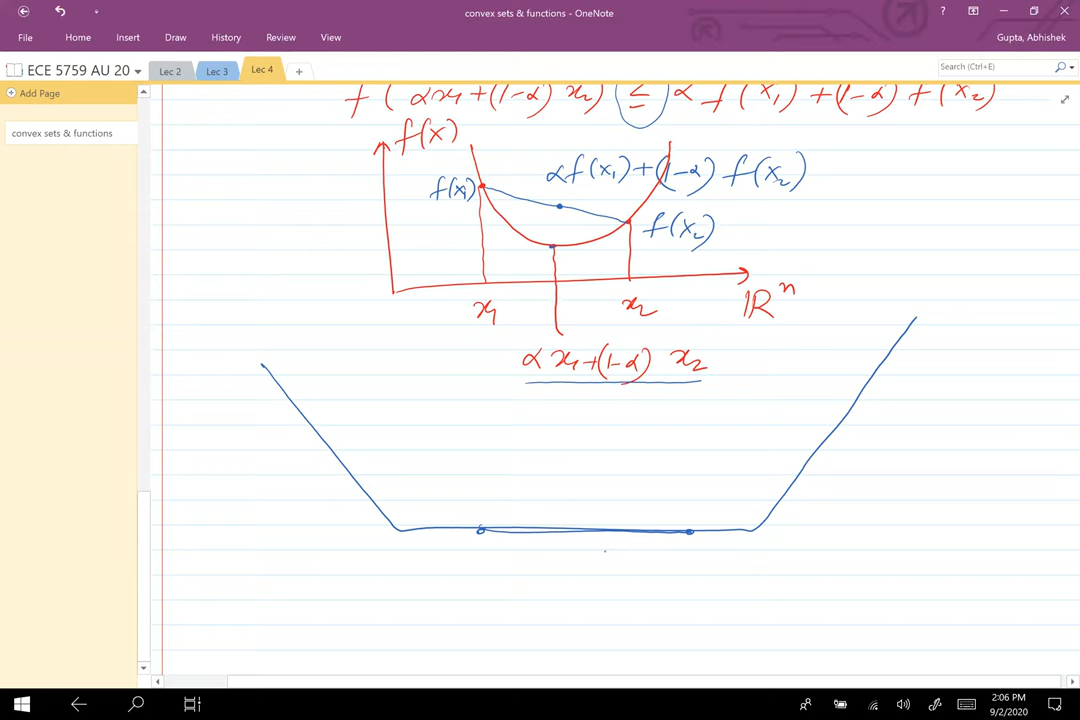 convex sets & functions - OneNote
?
File Home Insert Draw History Review View
Gupta, Abhishek
ECE 5759 AU 20
Lec 2
Lec 3
Lec 4
+
Search (Ctrl+E)
Add Page
convex sets & functions
f(αx₁+(1-α) x₂) ≤ α f(x₁) +(1-α) f(x₂)
f(x)
αf(x₁)+(1-α) f(x₂)
f(x₁)
f(x₂)
x₁
x₂
ℝⁿ
αx₁+(1-α) x₂
2:06 PM
9/2/2020